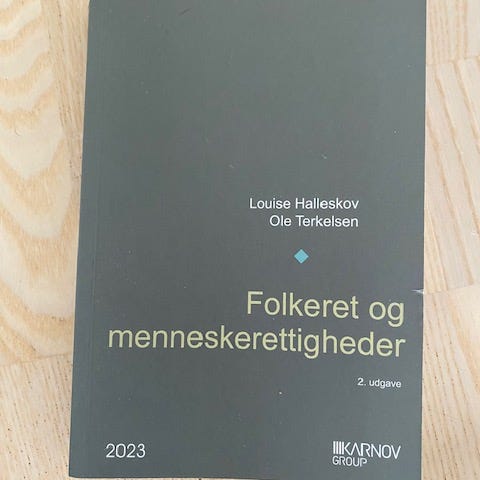 Louise Halleskov
Ole Terkelsen
Folkeret og
menneskerettigheder
2. udgave
2023
KARNOV
GROUP